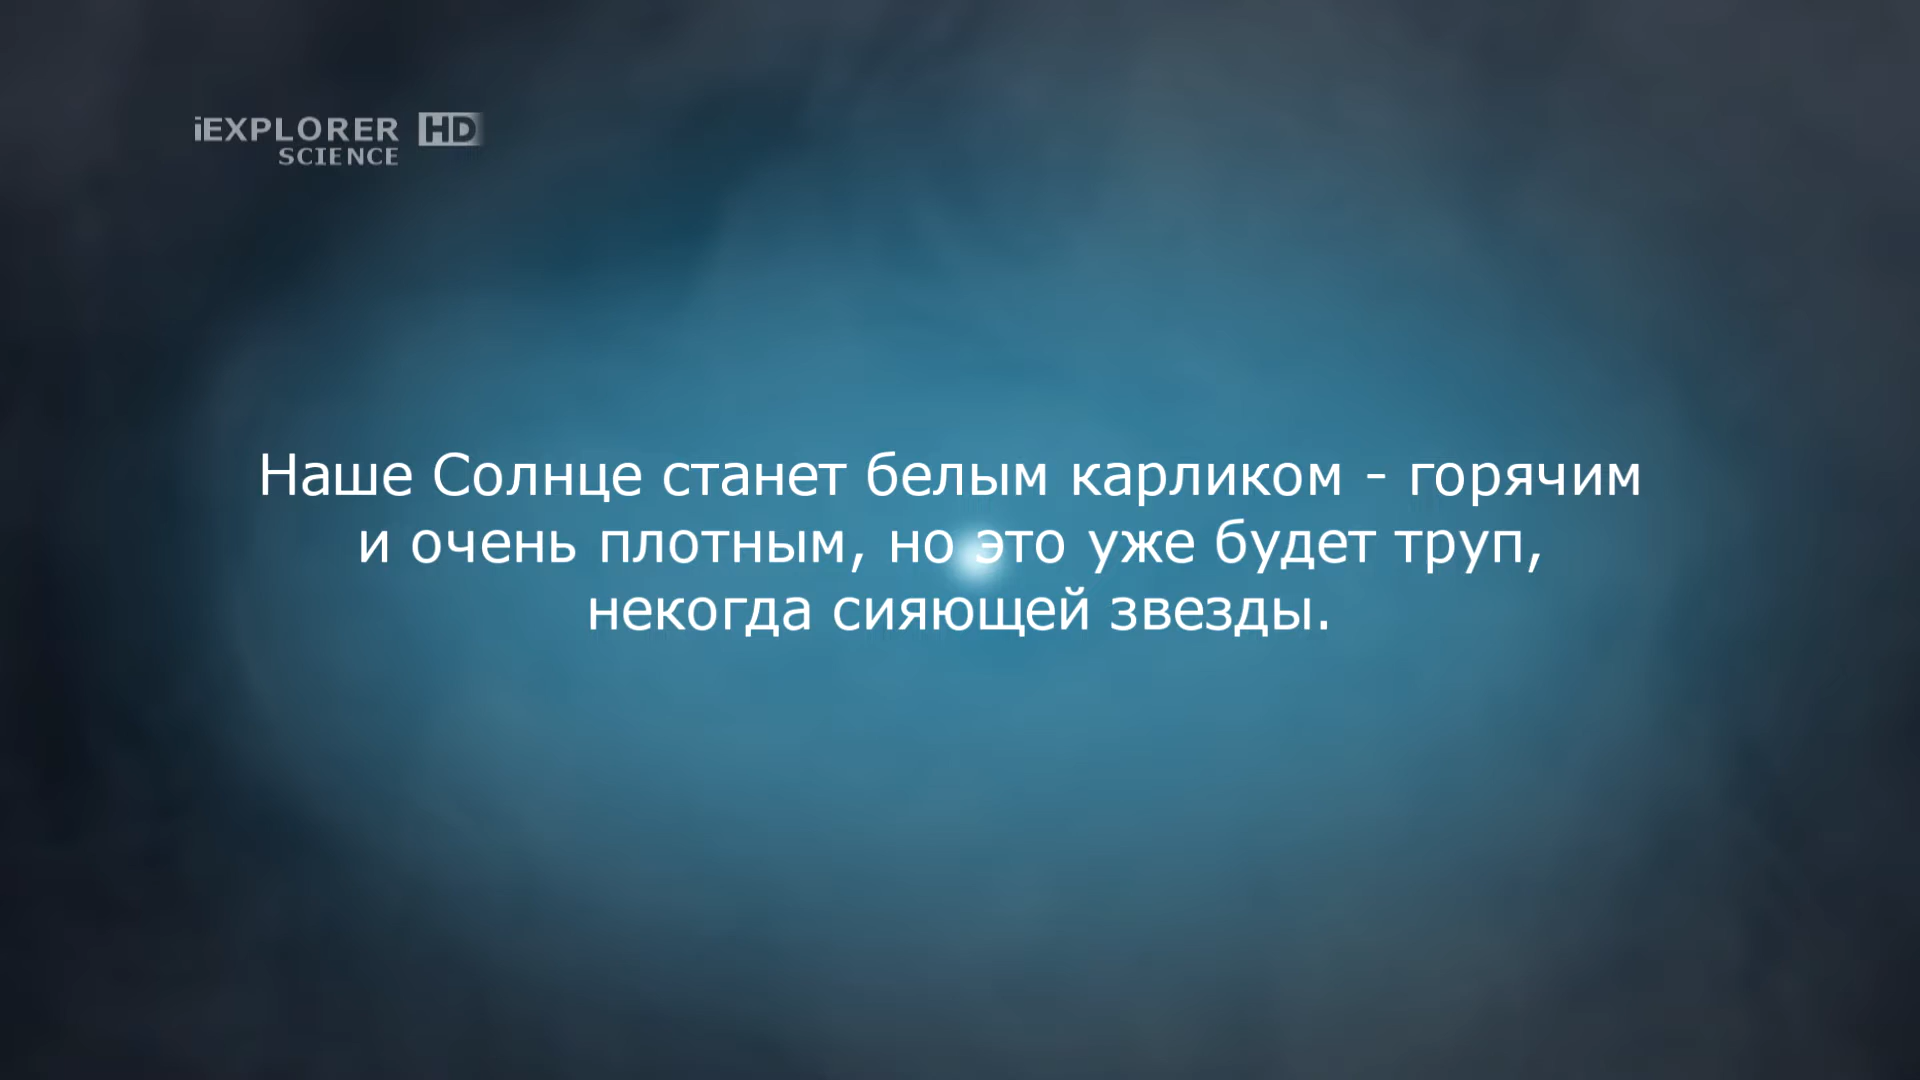 iEXPLORER HD
SCIENCE
Наше Солнце станет белым карликом - горячим
и очень плотным, но это уже будет труп,
некогда сияющей звезды.